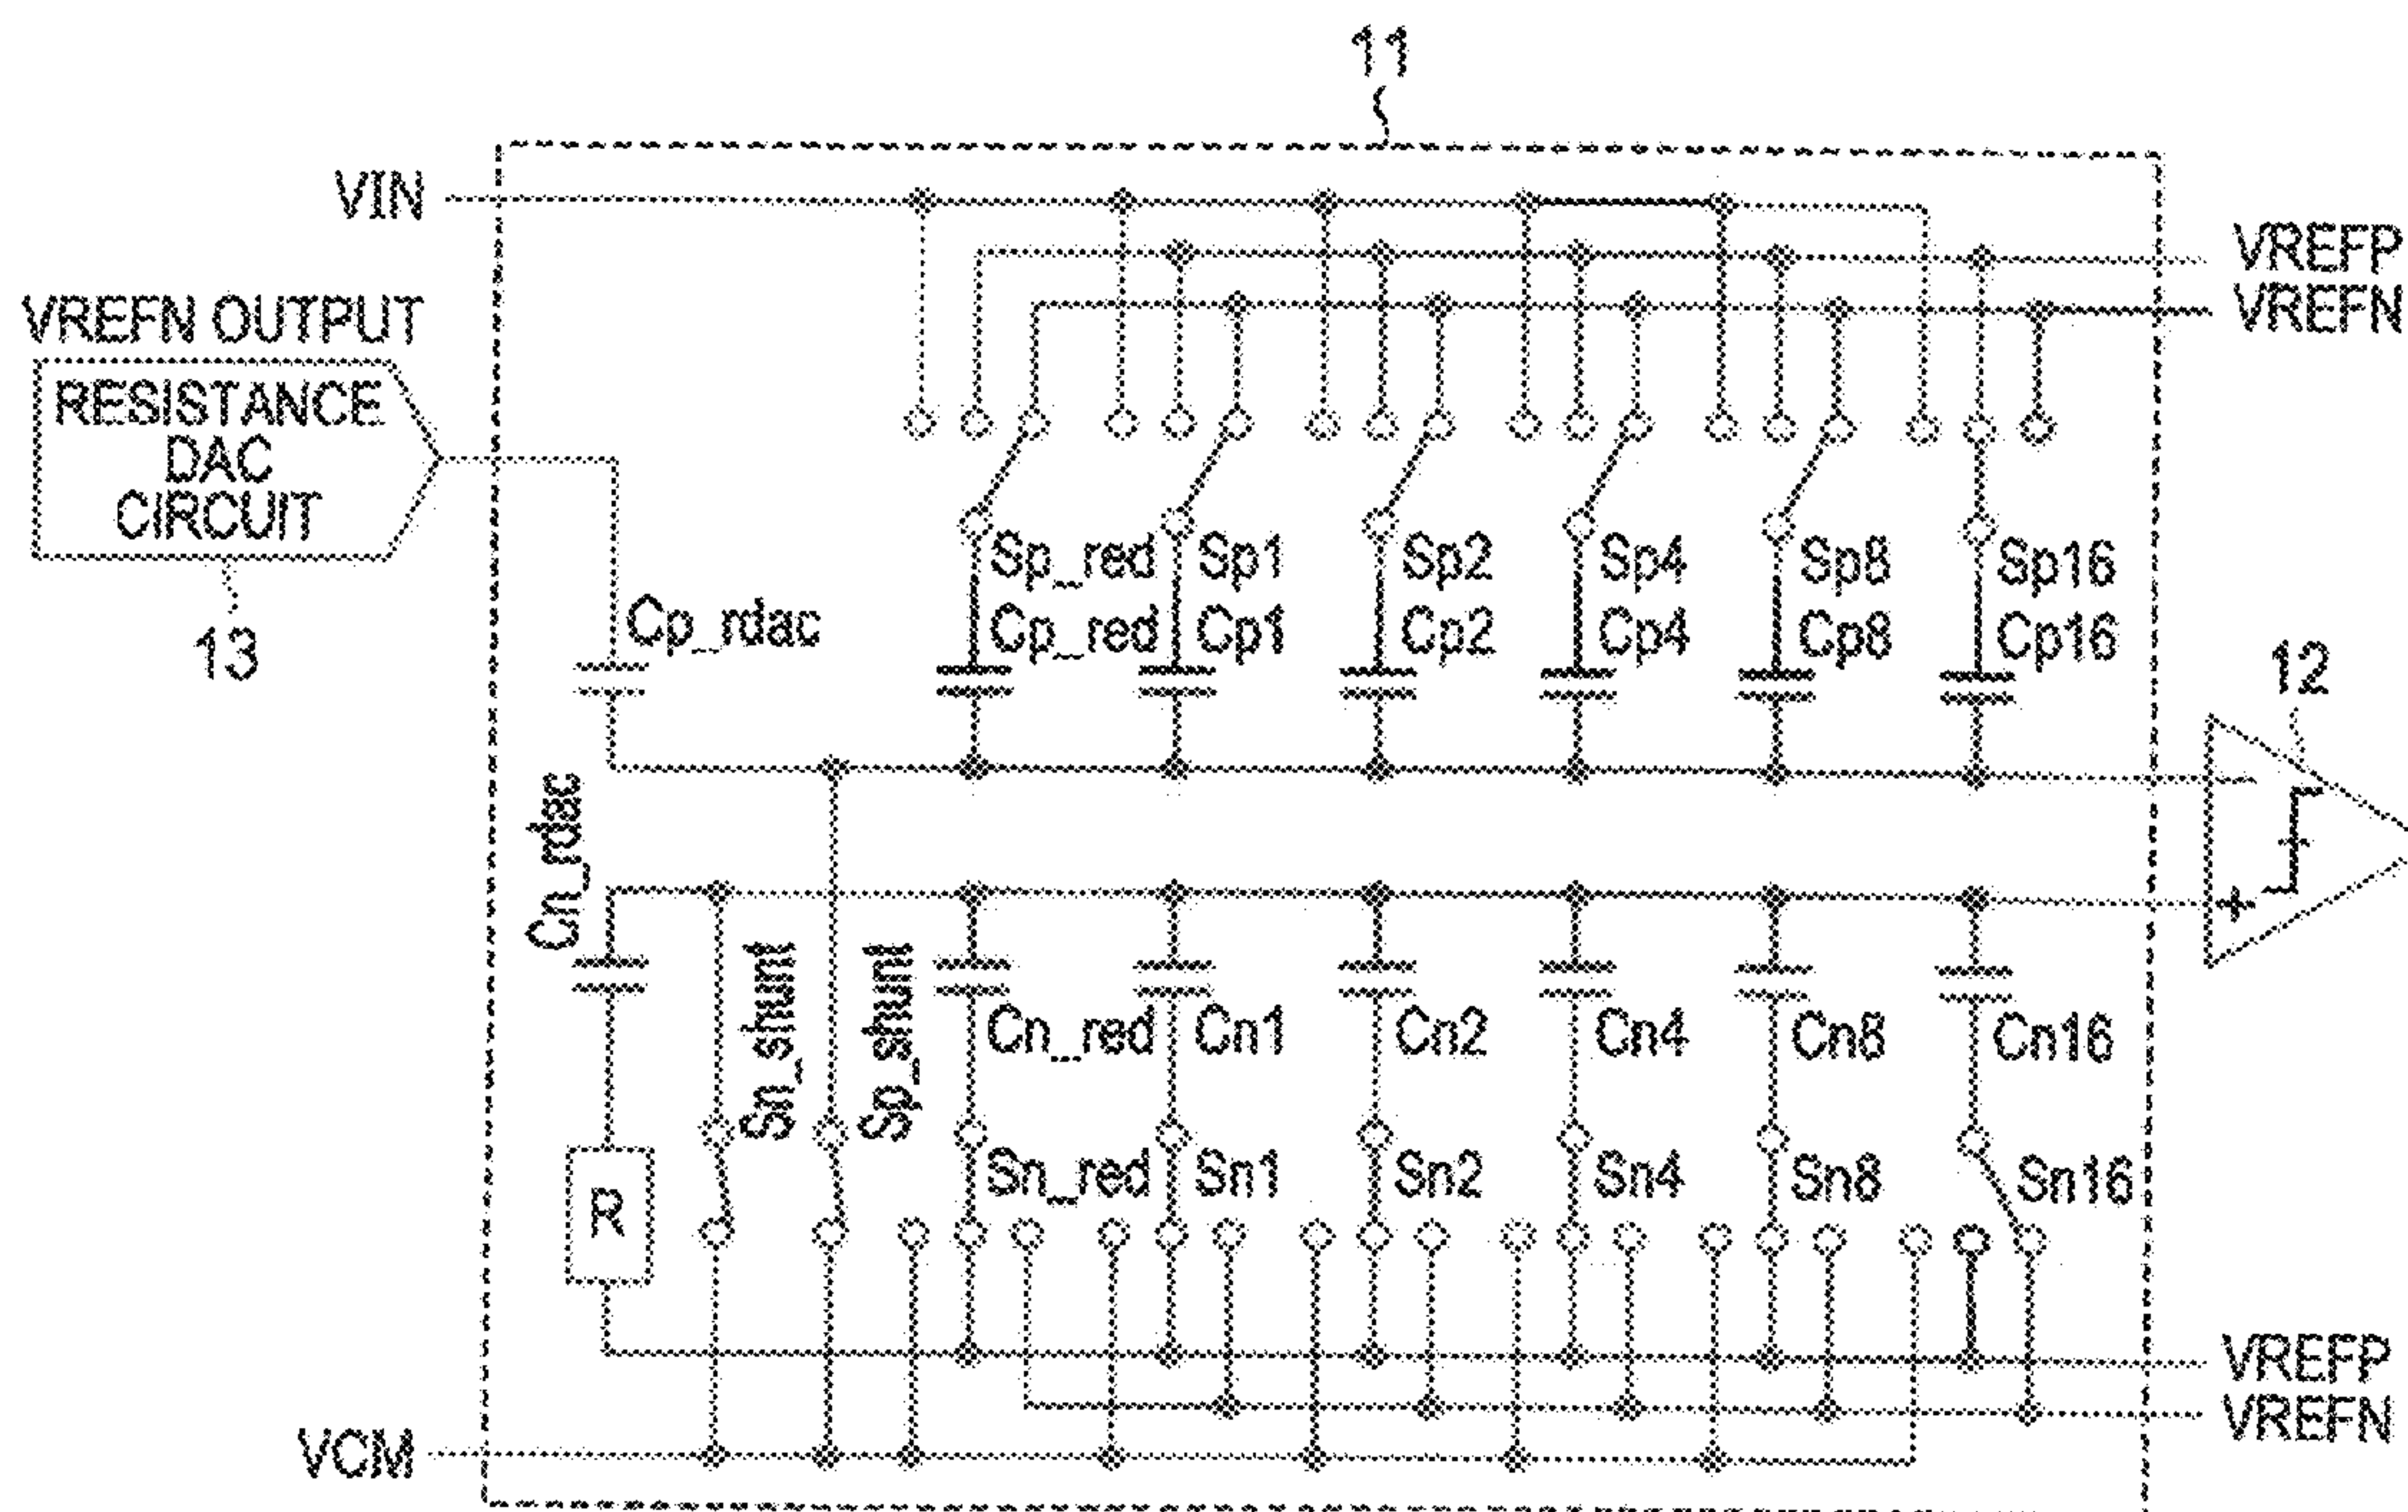 11
VIN
VREFP
VREFN
VREFN OUTPUT
RESISTANCE
DAC
CIRCUIT
13
Cp_rdac
Sp_red
Cp_red
Sp1
Cp1
Sp2
Cp2
Sp4
Cp4
Sp8
Cp8
Sp16
Cp16
12
−
+
Cn_rdac
Sn_shunt
Sp_shunt
Cn_red
Cn1
Cn2
Cn4
Cn8
Cn16
R
Sn_red
Sn1
Sn2
Sn4
Sn8
Sn16
VREFP
VREFN
VCM